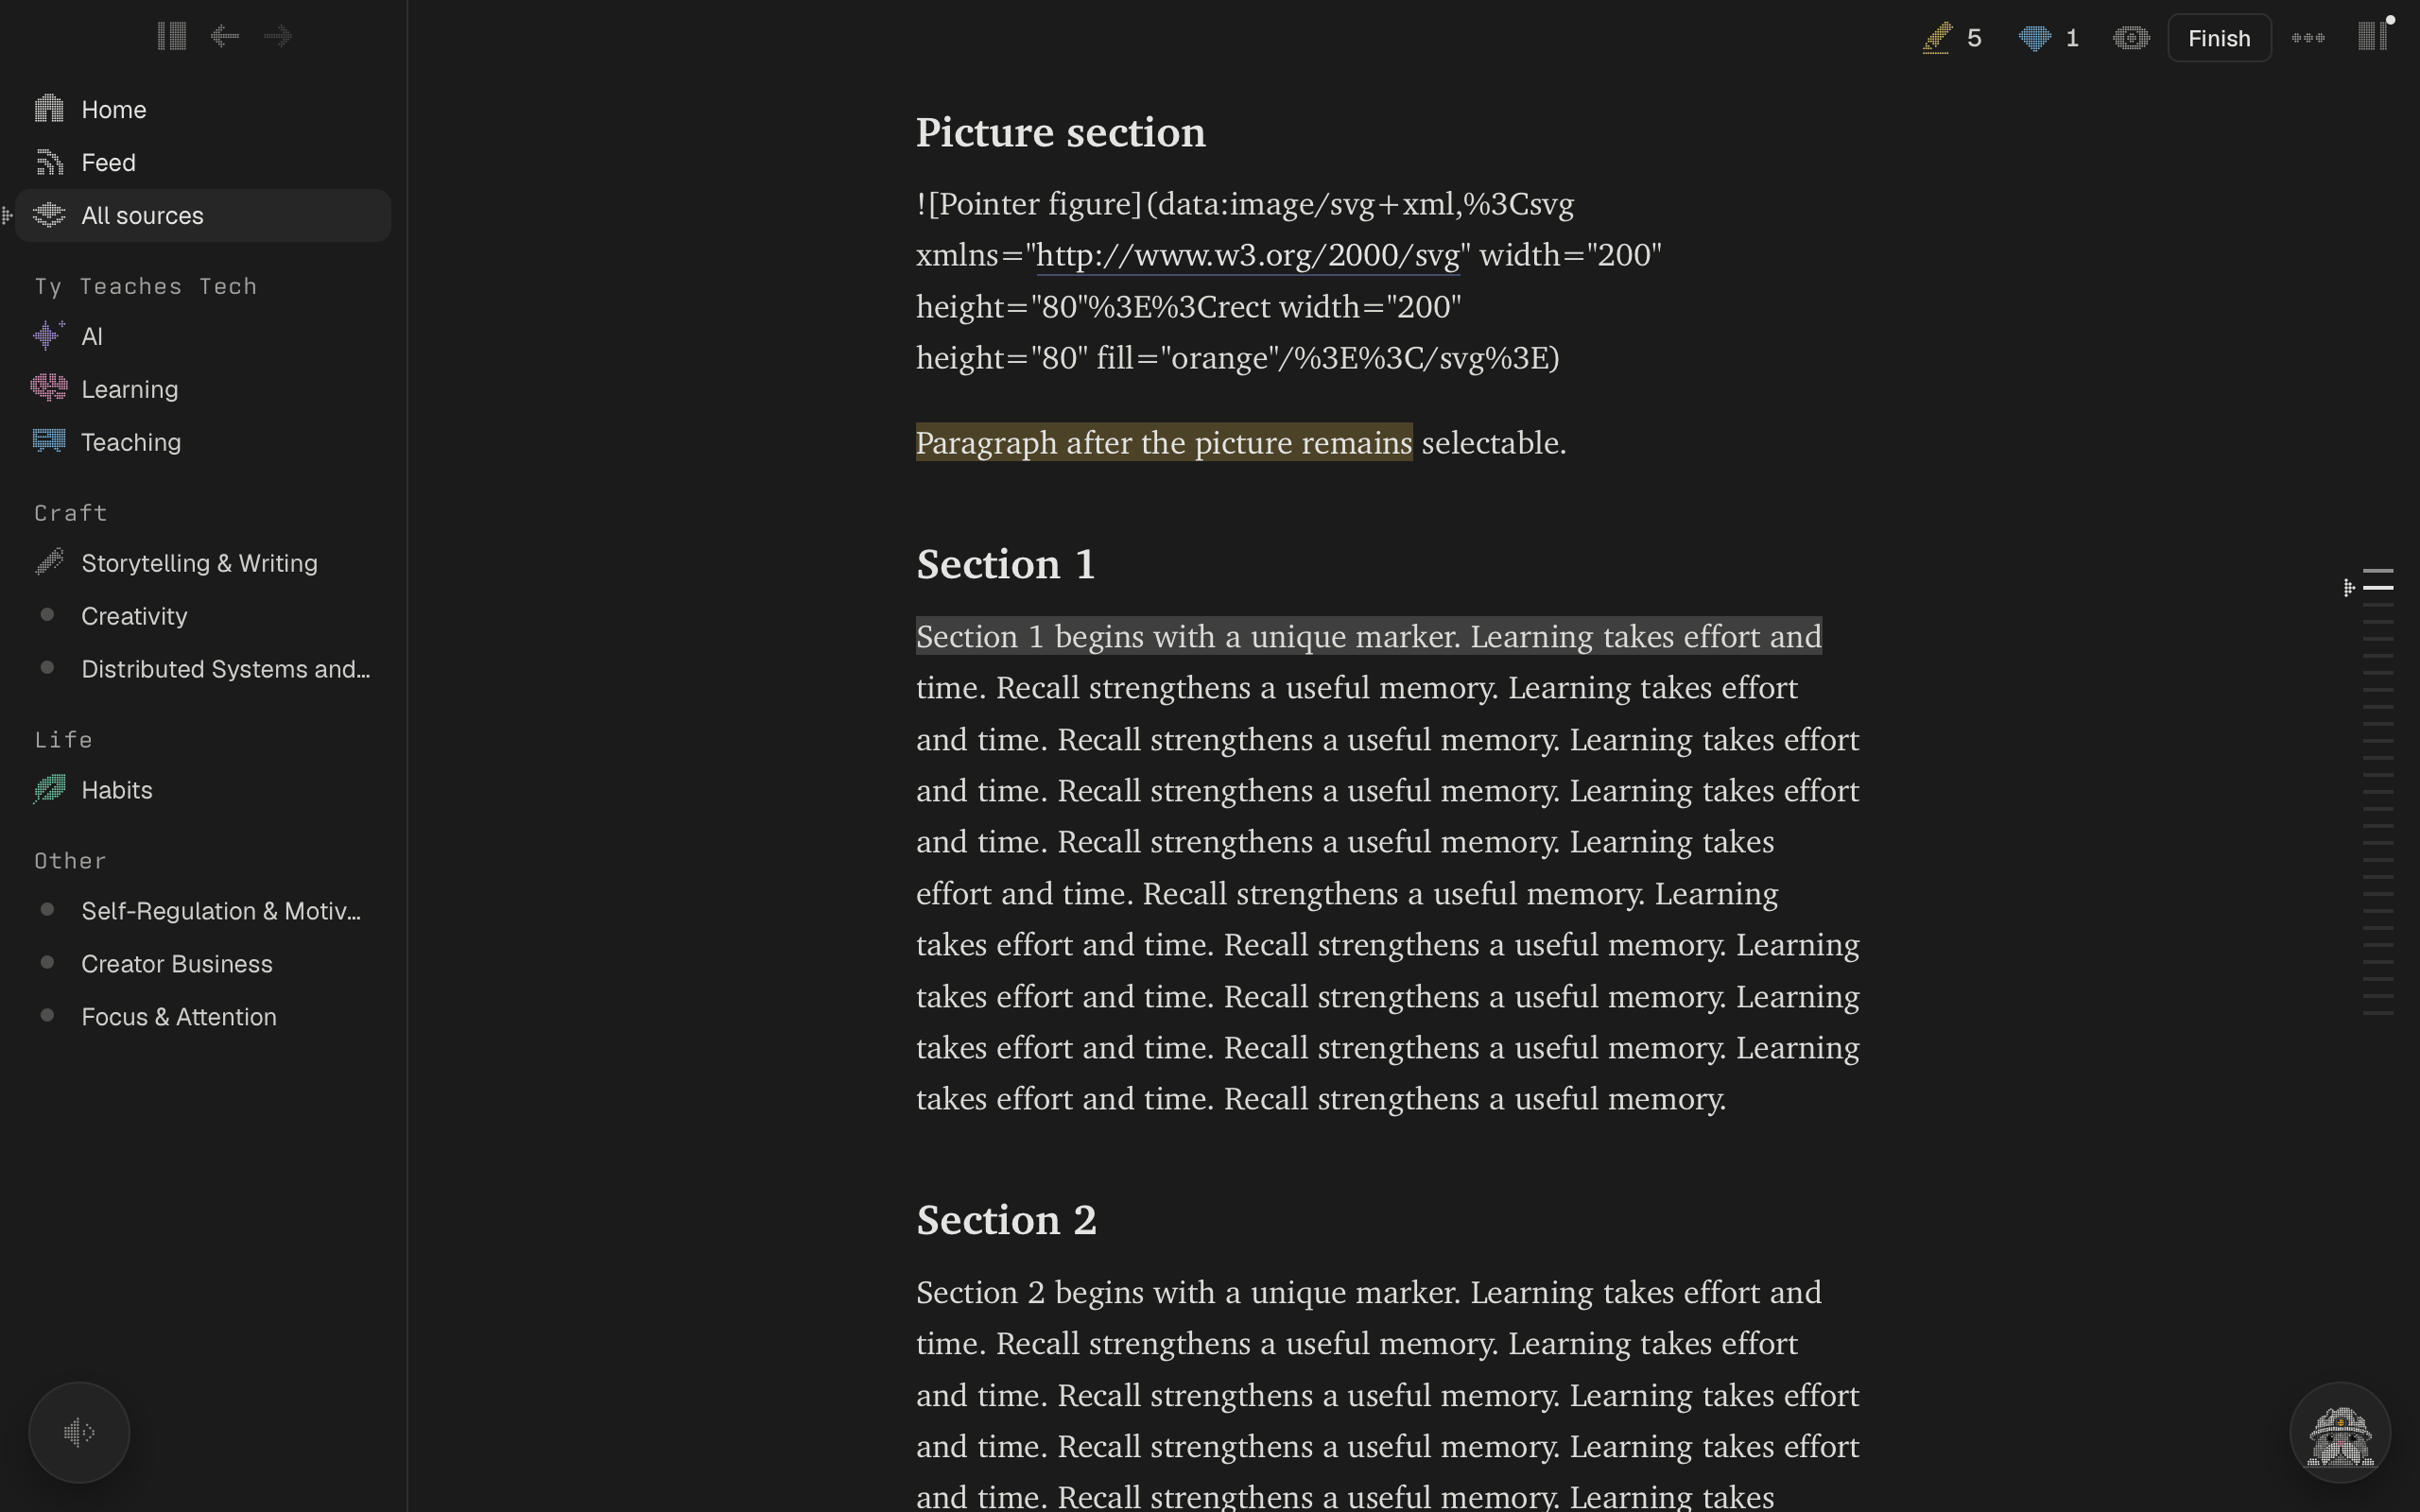 5
1
Finish
Home
Feed
All sources
Ty Teaches Tech
AI
Learning
Teaching
Craft
Storytelling & Writing
Creativity
Distributed Systems and...
Life
Habits
Other
Self-Regulation & Motiv...
Creator Business
Focus & Attention
Picture section
![Pointer figure](data:image/svg+xml,%3Csvg
xmlns="http://www.w3.org/2000/svg" width="200"
height="80"%3E%3Crect width="200"
height="80" fill="orange"/%3E%3C/svg%3E)
Paragraph after the picture remains selectable.
Section 1
Section 1 begins with a unique marker. Learning takes effort and
time. Recall strengthens a useful memory. Learning takes effort
and time. Recall strengthens a useful memory. Learning takes effort
and time. Recall strengthens a useful memory. Learning takes effort
and time. Recall strengthens a useful memory. Learning takes
effort and time. Recall strengthens a useful memory. Learning
takes effort and time. Recall strengthens a useful memory. Learning
takes effort and time. Recall strengthens a useful memory. Learning
takes effort and time. Recall strengthens a useful memory. Learning
takes effort and time. Recall strengthens a useful memory.
Section 2
Section 2 begins with a unique marker. Learning takes effort and
time. Recall strengthens a useful memory. Learning takes effort
and time. Recall strengthens a useful memory. Learning takes effort
and time. Recall strengthens a useful memory. Learning takes effort
and time. Recall strengthens a useful memory. Learning takes